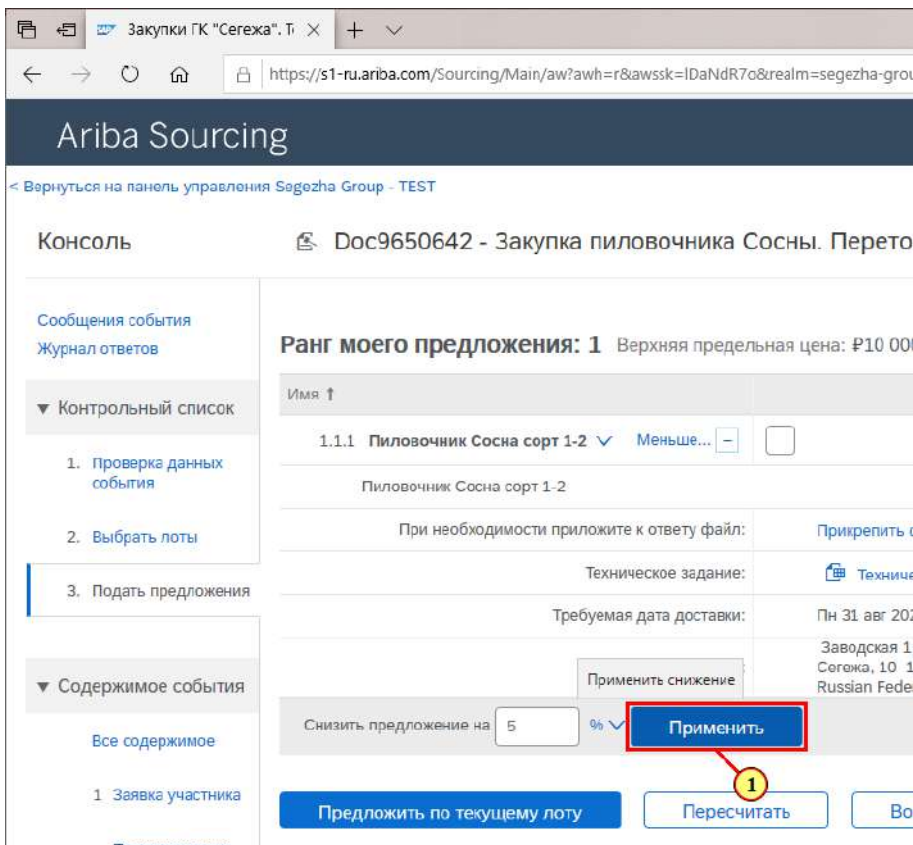 Закупки ГК "Сегежа". Т
https://s1-ru.ariba.com/Sourcing/Main/aw?awh=r&awssk=lDaNdR7o&realm=segezha-grou
Ariba Sourcing
< Вернуться на панель управления Segezha Group - TEST
Консоль
Doc9650642 - Закупка пиловочника Сосны. Перето
Сообщения события
Журнал ответов
Ранг моего предложения: 1 Верхняя предельная цена: ₽10 000
Имя ↑
▼ Контрольный список
1.1.1 Пиловочник Сосна сорт 1-2 Меньше... −
1. Проверка данных
события
Пиловочник Сосна сорт 1-2
При необходимости приложите к ответу файл: Прикрепить
2. Выбрать лоты
Техническое задание: Техниче
3. Подать предложения
Требуемая дата доставки: Пн 31 авг 202
Заводская 1
Сегежа, 10 1
Russian Fede
Применить снижение
▼ Содержимое события
Снизить предложение на 5 % Применить
Все содержимое
1
1 Заявка участника
Предложить по текущему лоту Пересчитать Во